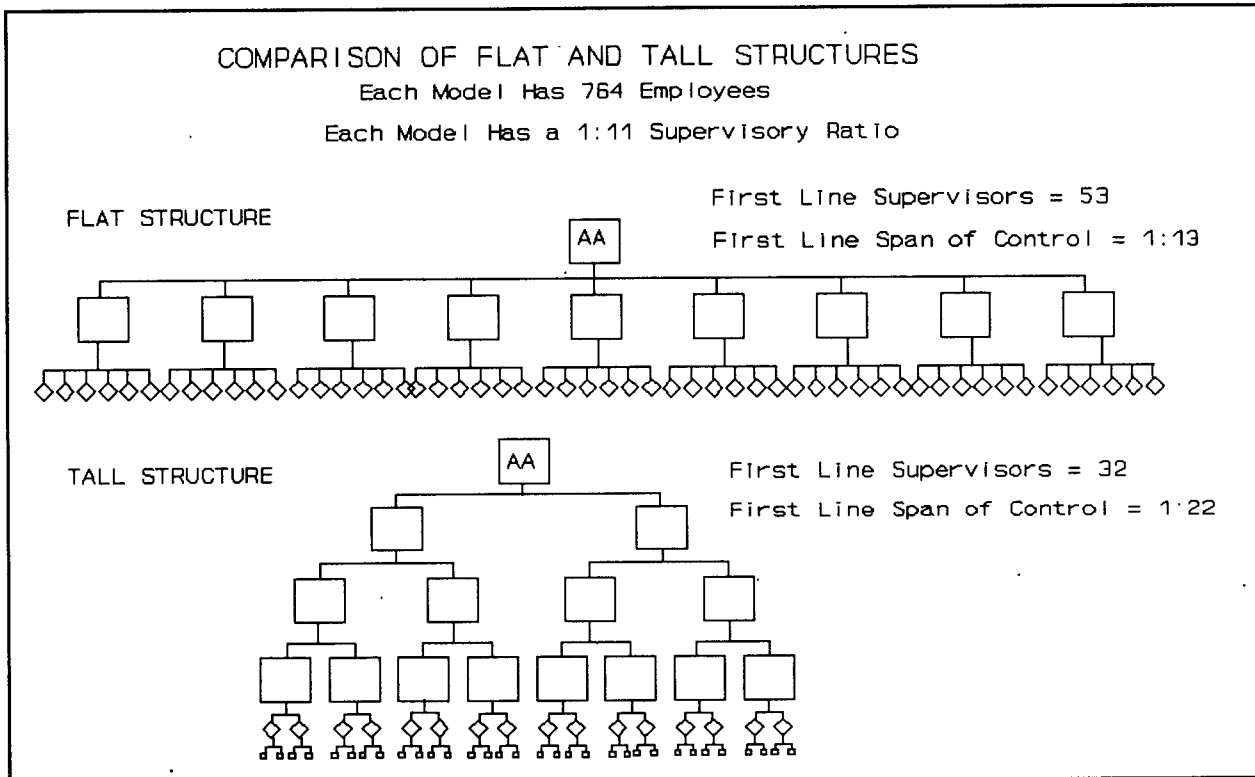 COMPARISON OF FLAT AND TALL STRUCTURES
Each Model Has 764 Employees
Each Model Has a 1:11 Supervisory Ratio
First Line Supervisors = 53
FLAT STRUCTURE
AA
First Line Span of Control = 1:13
AA
First Line Supervisors = 32
TALL STRUCTURE
First Line Span of Control = 1:22